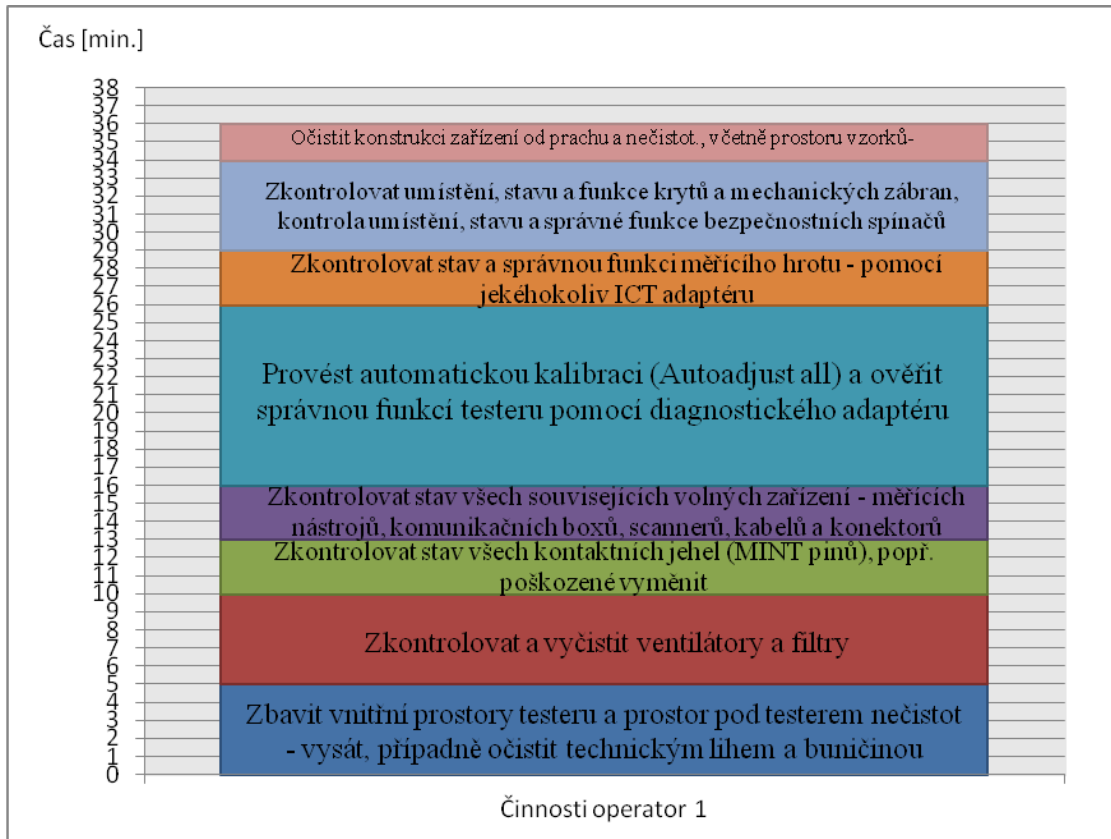 Čas [min.]
38
37
36
35
34
33
32
31
30
29
28
27
26
25
24
23
22
21
20
19
18
17
16
15
14
13
12
11
10
9
8
7
6
5
4
3
2
1
0
Očistit konstrukci zařízení od prachu a nečistot., včetně prostoru vzorků-
Zkontrolovat umístění, stavu a funkce krytů a mechanických zábran,
kontrola umístění, stavu a správné funkce bezpečnostních spínačů
Zkontrolovat stav a správnou funkci měřícího hrotu - pomocí
jekéhokoliv ICT adaptéru
Provést automatickou kalibraci (Autoadjust all) a ověřit
správnou funkcí testeru pomocí diagnostického adaptéru
Zkontrolovat stav všech souvisejících volných zařízení - měřících
nástrojů, komunikačních boxů, scannerů, kabelů a konektorů
Zkontrolovat stav všech kontaktních jehel (MINT pinů), popř.
poškozené vyměnit
Zkontrolovat a vyčistit ventilátory a filtry
Zbavit vnitřní prostory testeru a prostor pod testerem nečistot
- vysát, případně očistit technickým lihem a buničinou
Činnosti operator 1